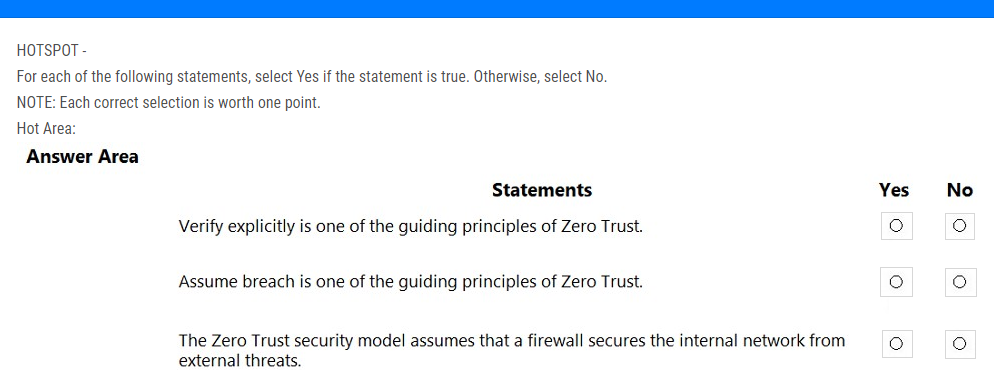 HOTSPOT -
For each of the following statements, select Yes if the statement is true. Otherwise, select No.
NOTE: Each correct selection is worth one point.
Hot Area:
Answer Area
Statements Yes No
Verify explicitly is one of the guiding principles of Zero Trust.
Assume breach is one of the guiding principles of Zero Trust.
The Zero Trust security model assumes that a firewall secures the internal network from
external threats.